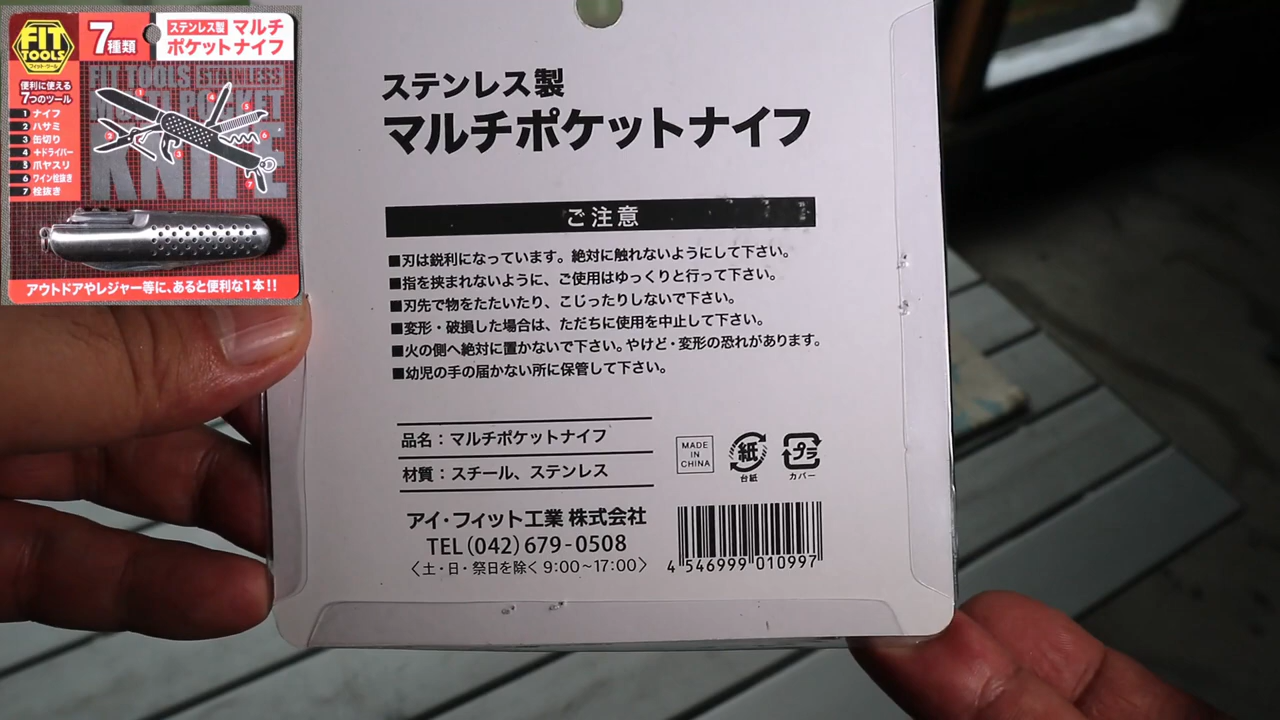 FIT
TOOLS
フィット・ツール
7種類
ステンレス製 マルチ
ポケットナイフ
便利に使える
7つのツール
1 ナイフ
2 ハサミ
3 缶切り
4 +ドライバー
5 爪ヤスリ
6 ワイン栓抜き
7 栓抜き
FIT TOOLS STAINLESS
MULTI POCKET
KNIFE
アウトドアやレジャー等に、あると便利な1本!!
ステンレス製
マルチポケットナイフ
ご注意
■刃は鋭利になっています。絶対に触れないようにして下さい。
■指を挟まれないように、ご使用はゆっくりと行って下さい。
■刃先で物をたたいたり、こじったりしないで下さい。
■変形・破損した場合は、ただちに使用を中止して下さい。
■火の側へ絶対に置かないで下さい。やけど・変形の恐れがあります。
■幼児の手の届かない所に保管して下さい。
品名:マルチポケットナイフ
材質:スチール、ステンレス
MADE
IN
CHINA
紙
台紙
プラ
カバー
アイ・フィット工業 株式会社
TEL(042)679-0508
〈土・日・祭日を除く 9:00~17:00〉
4 546999 010997